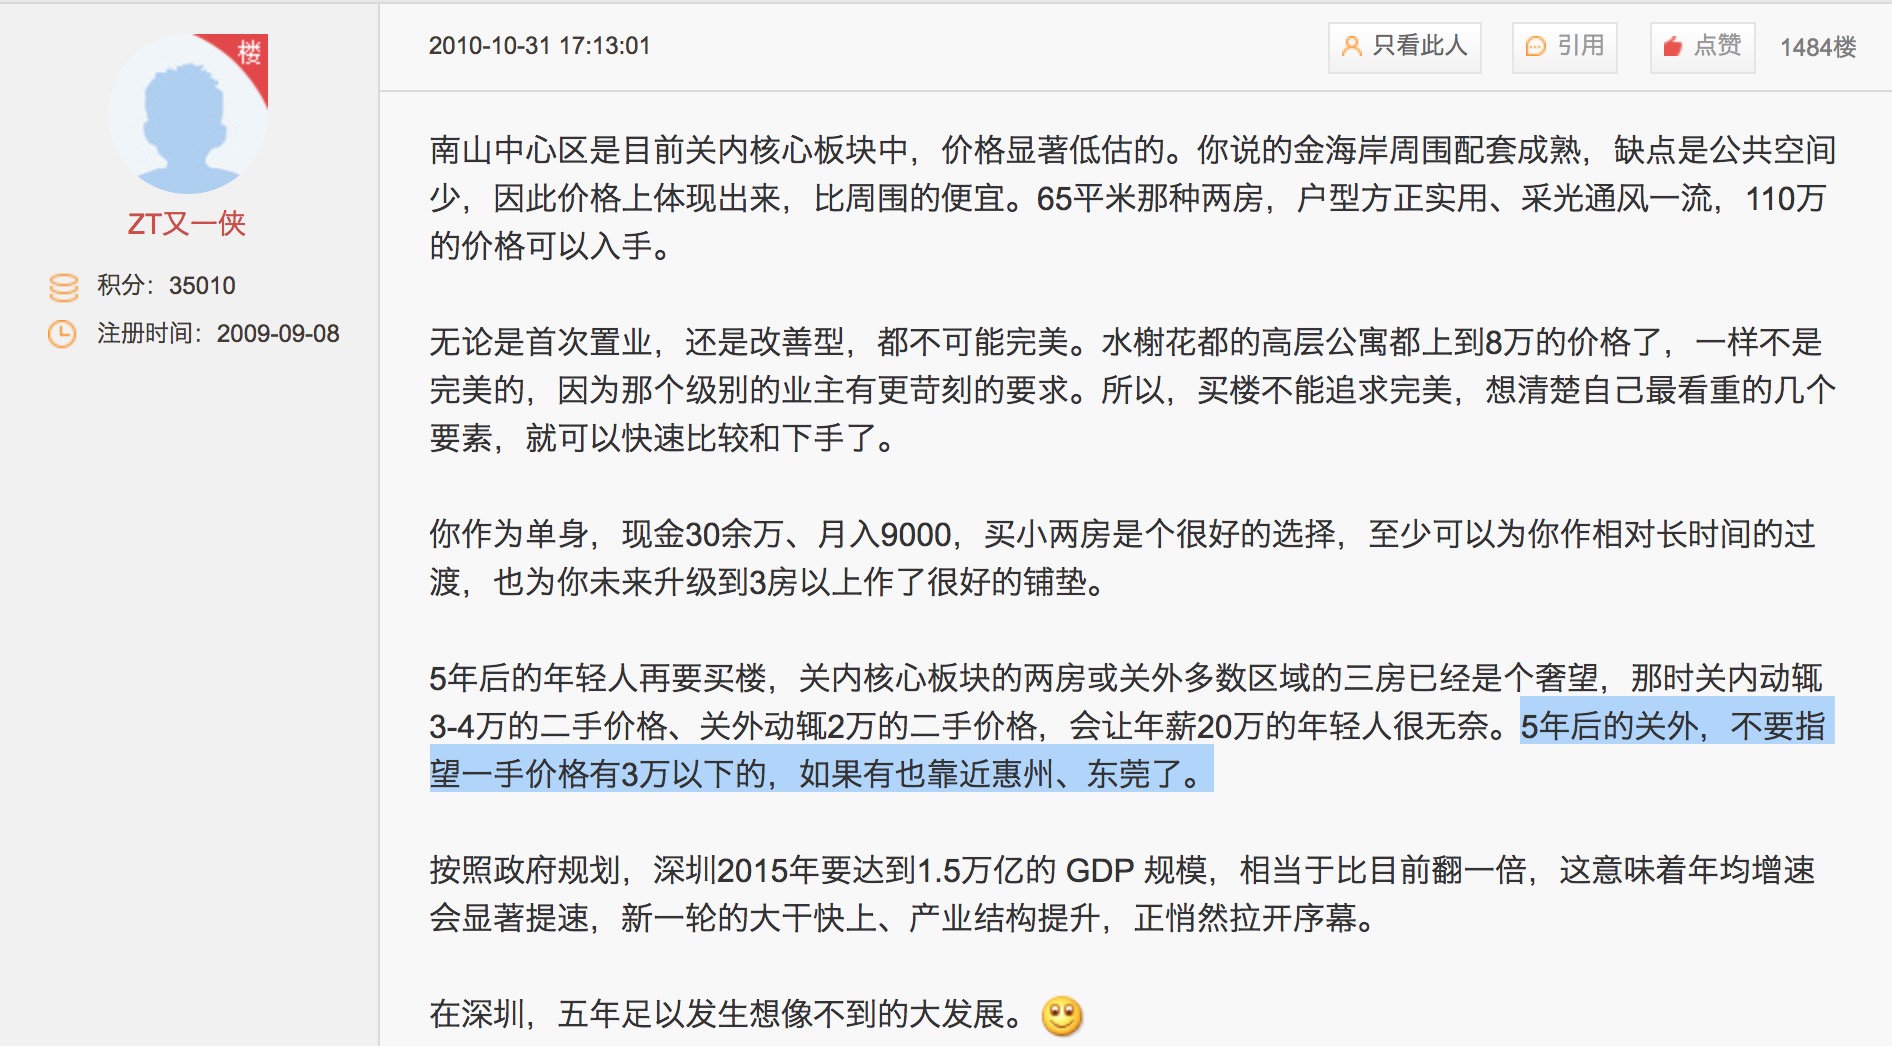 楼
ZT又一侠
积分：35010
注册时间：2009-09-08
2010-10-31 17:13:01
只看此人
引用
点赞
1484楼
南山中心区是目前关内核心板块中，价格显著低估的。你说的金海岸周围配套成熟，缺点是公共空间
少，因此价格上体现出来，比周围的便宜。65平米那种两房，户型方正实用、采光通风一流，110万
的价格可以入手。
无论是首次置业，还是改善型，都不可能完美。水榭花都的高层公寓都上到8万的价格了，一样不是
完美的，因为那个级别的业主有更苛刻的要求。所以，买楼不能追求完美，想清楚自己最看重的几个
要素，就可以快速比较和下手了。
你作为单身，现金30余万、月入9000，买小两房是个很好的选择，至少可以为你作相对长时间的过
渡，也为你未来升级到3房以上作了很好的铺垫。
5年后的年轻人再要买楼，关内核心板块的两房或关外多数区域的三房已经是个奢望，那时关内动辄
3-4万的二手价格、关外动辄2万的二手价格，会让年薪20万的年轻人很无奈。5年后的关外，不要指
望一手价格有3万以下的，如果有也靠近惠州、东莞了。
按照政府规划，深圳2015年要达到1.5万亿的 GDP 规模，相当于比目前翻一倍，这意味着年均增速
会显著提速，新一轮的大干快上、产业结构提升，正悄然拉开序幕。
在深圳，五年足以发生想像不到的大发展。